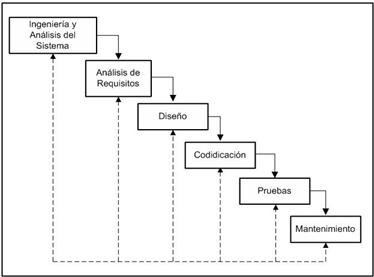 Ingeniería y
Análisis del
Sistema
Análisis de
Requisitos
Diseño
Codidicación
Pruebas
Mantenimiento